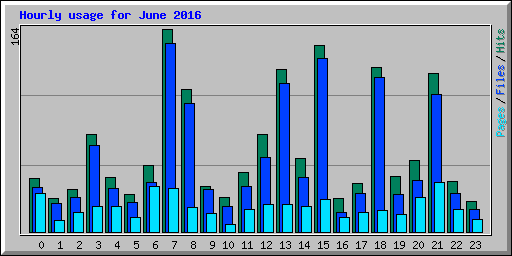 Hourly usage for June 2016
164
Pages / Files / Hits
0 1 2 3 4 5 6 7 8 9 10 11 12 13 14 15 16 17 18 19 20 21 22 23